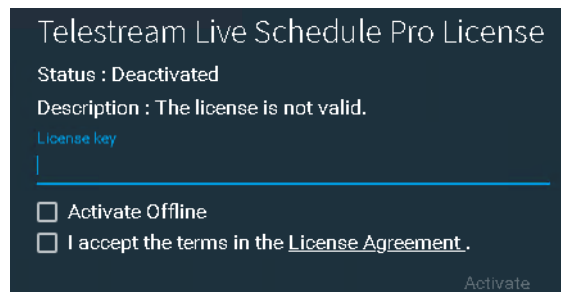 Telestream Live Schedule Pro License
Status : Deactivated
Description : The license is not valid.
License key
Activate Offline
I accept the terms in the License Agreement .
Activate